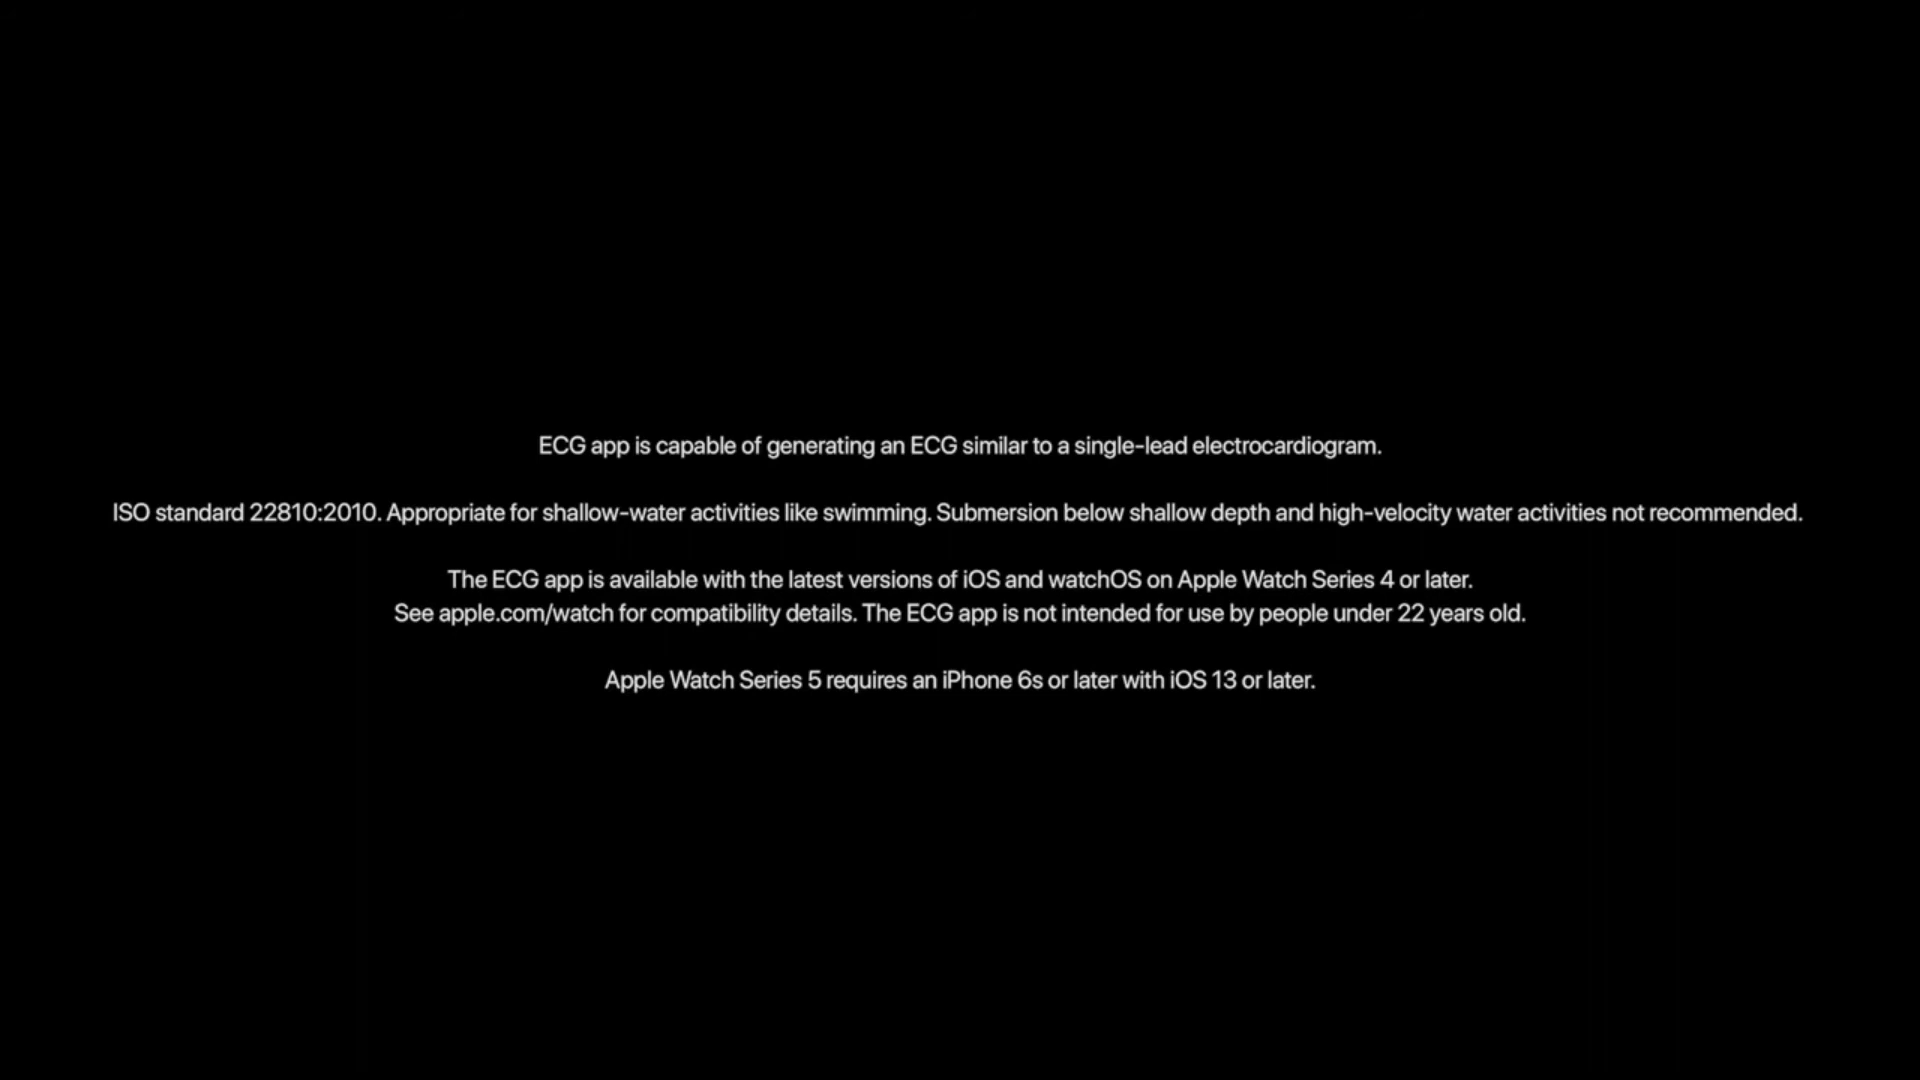 ECG app is capable of generating an ECG similar to a single-lead electrocardiogram.
ISO standard 22810:2010. Appropriate for shallow-water activities like swimming. Submersion below shallow depth and high-velocity water activities not recommended.
The ECG app is available with the latest versions of iOS and watchOS on Apple Watch Series 4 or later.
See apple.com/watch for compatibility details. The ECG app is not intended for use by people under 22 years old.
Apple Watch Series 5 requires an iPhone 6s or later with iOS 13 or later.